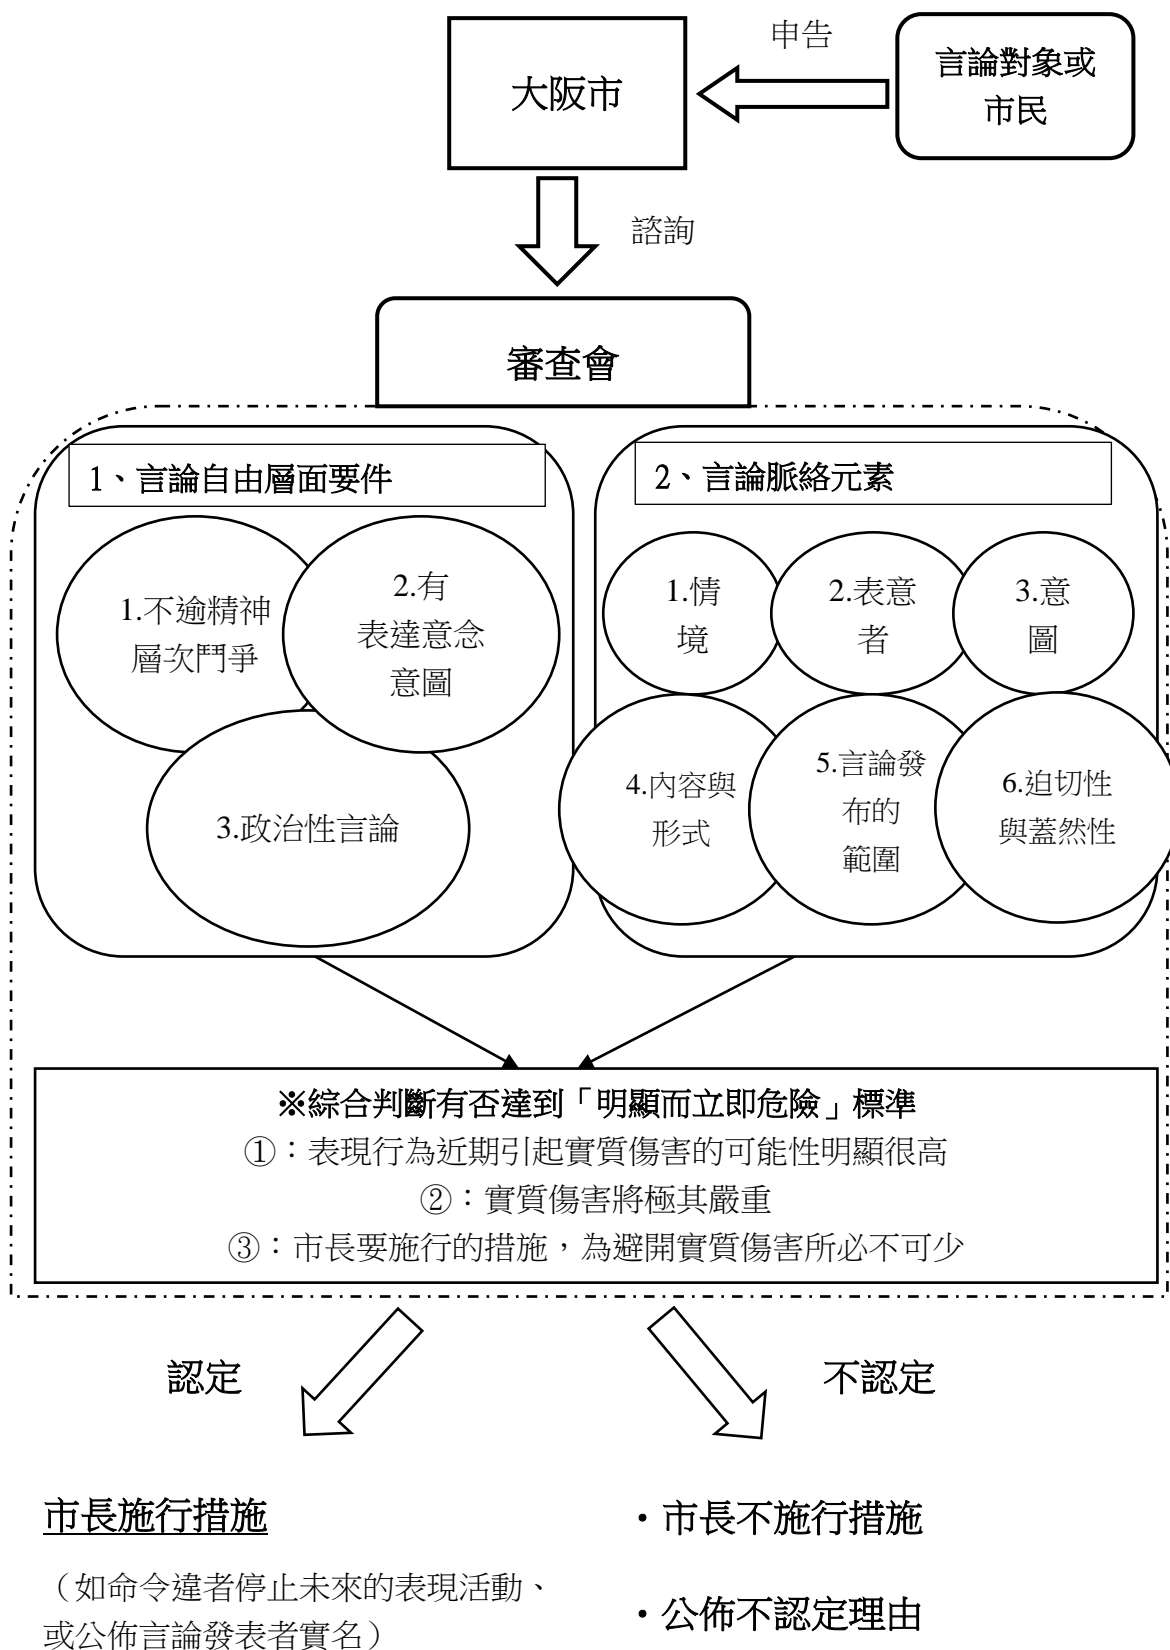 申告
大阪市
言論對象或
市民
諮詢
審查會
1、言論自由層面要件
1.不逾精神
層次鬥爭
2.有
表達意念
意圖
3.政治性言論
2、言論脈絡元素
1.情
境
2.表意
者
3.意
圖
4.內容與
形式
5.言論發
布的
範圍
6.迫切性
與蓋然性
※綜合判斷有否達到「明顯而立即危險」標準
①：表現行為近期引起實質傷害的可能性明顯很高
②：實質傷害將極其嚴重
③：市長要施行的措施，為避開實質傷害所必不可少
認定
不認定
市長施行措施
（如命令違者停止未來的表現活動、
或公佈言論發表者實名）
・市長不施行措施
・公佈不認定理由